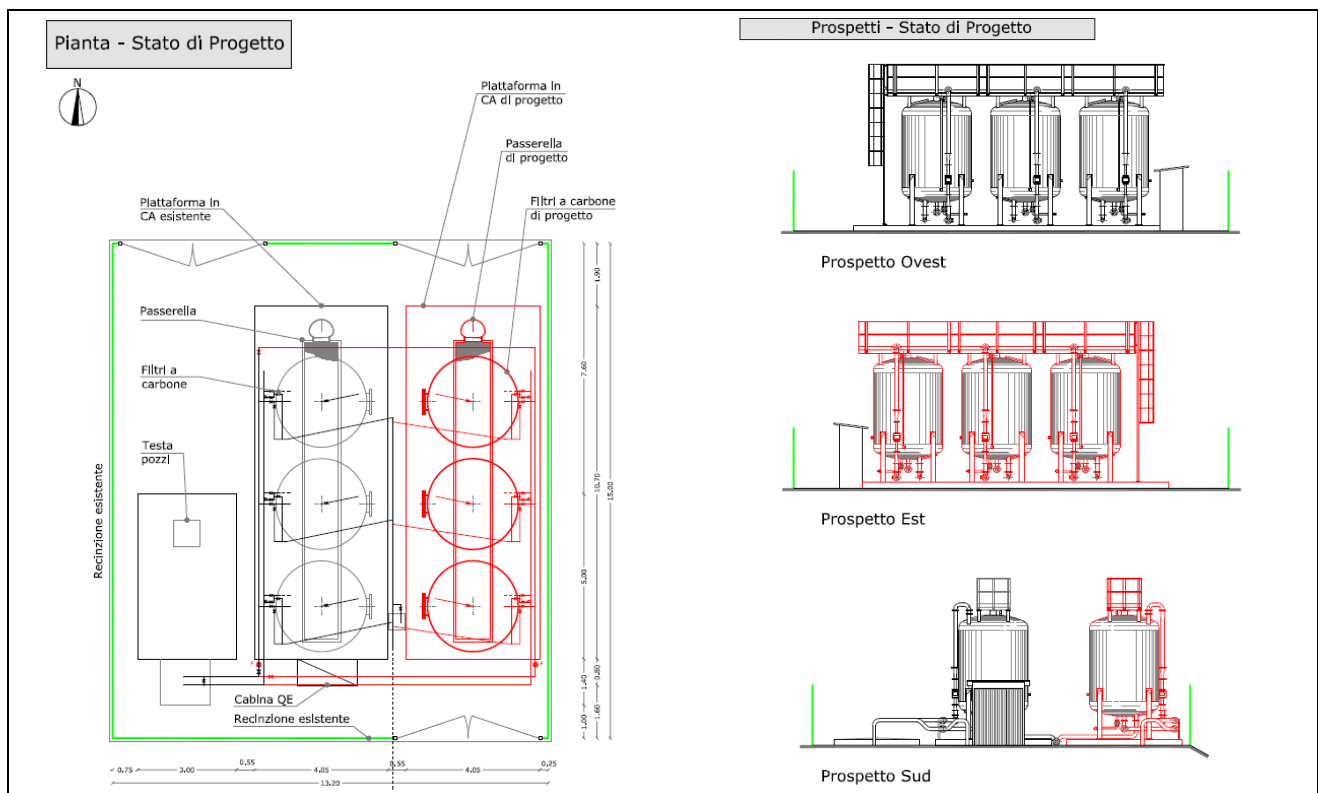 Pianta - Stato di Progetto
N
Plattaforma in
CA di progetto
Passerella
di progetto
Filtri a carbone
di progetto
Plattaforma in
CA esistente
Passerella
Filtri a
carbone
Testa
pozzi
Recinzione esistente
Cabina QE
Recinzione esistente
1.90
7.60
10.70
15.00
5.00
1.40
0.80
1.00
1.60
0.75
3.00
0.55
4.05
0.55
4.05
0.25
13.20
Prospetti - Stato di Progetto
Prospetto Ovest
Prospetto Est
Prospetto Sud